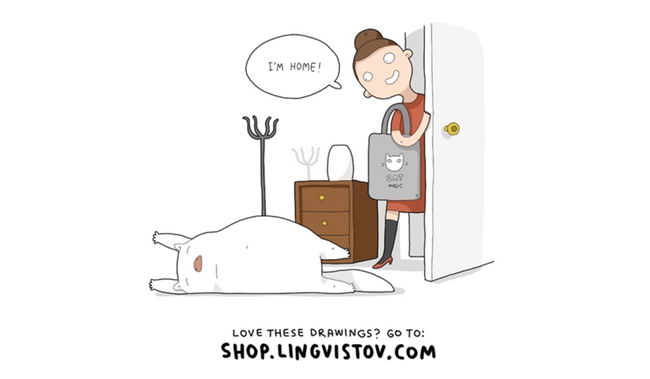 I'M HOME!
CAT
MAGIC
LOVE THESE DRAWINGS? GO TO:
SHOP.LINGVISTOV.COM